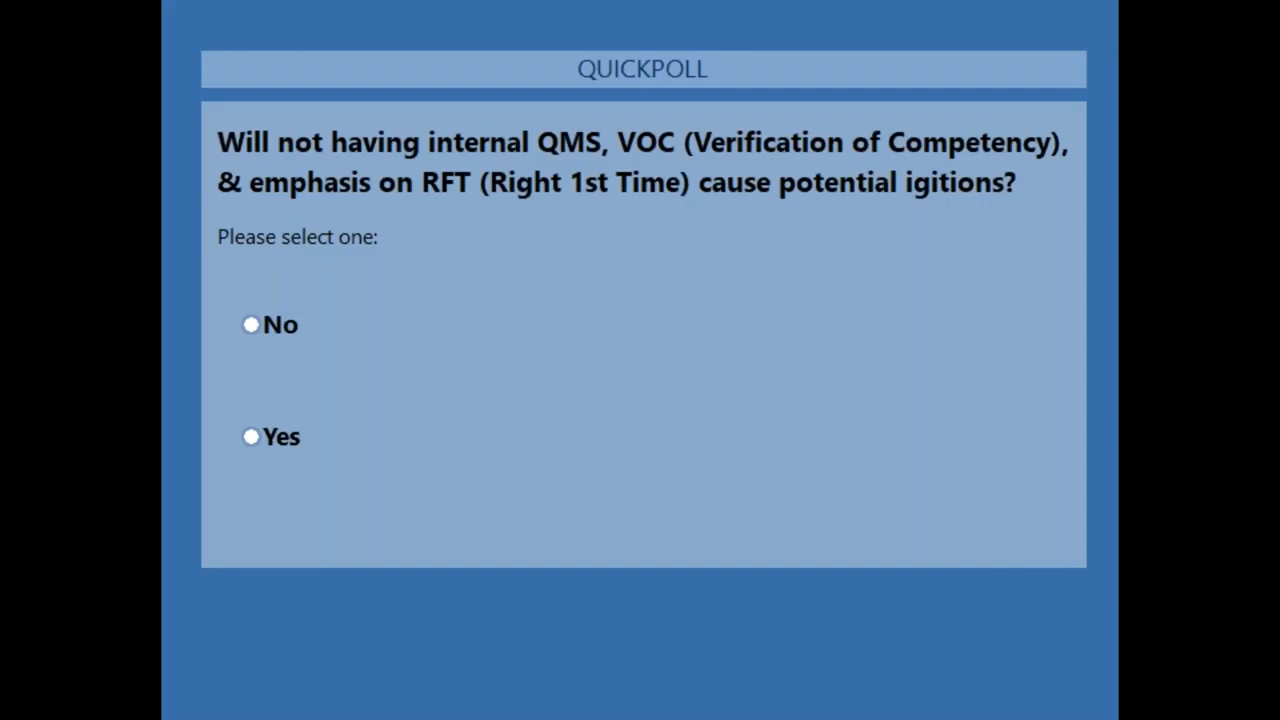 QUICKPOLL
Will not having internal QMS, VOC (Verification of Competency),
& emphasis on RFT (Right 1st Time) cause potential igitions?
Please select one:
No
Yes